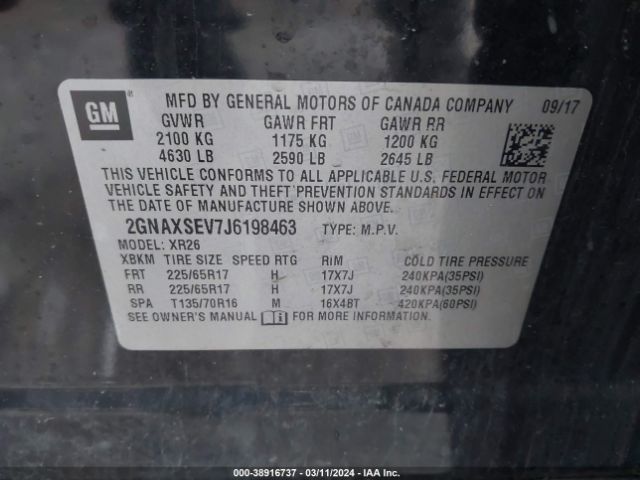 GM ® MFD BY GENERAL MOTORS OF CANADA COMPANY 09/17
GVWR GAWR FRT GAWR RR
2100 KG 1175 KG 1200 KG
4630 LB 2590 LB 2645 LB
THIS VEHICLE CONFORMS TO ALL APPLICABLE U.S. FEDERAL MOTOR
VEHICLE SAFETY AND THEFT PREVENTION STANDARDS IN EFFECT ON
THE DATE OF MANUFACTURE SHOWN ABOVE.
2GNAXSEV7J6198463 TYPE: M.P.V.
MODEL: XR26
XBKM TIRE SIZE SPEED RTG RIM COLD TIRE PRESSURE
FRT 225/65R17 H 17X7J 240KPA(35PSI)
RR 225/65R17 H 17X7J 240KPA(35PSI)
SPA T135/70R16 M 16X4BT 420KPA(60PSI)
SEE OWNER'S MANUAL FOR MORE INFORMATION.
000-38916737 - 03/11/2024 - IAAI.COM